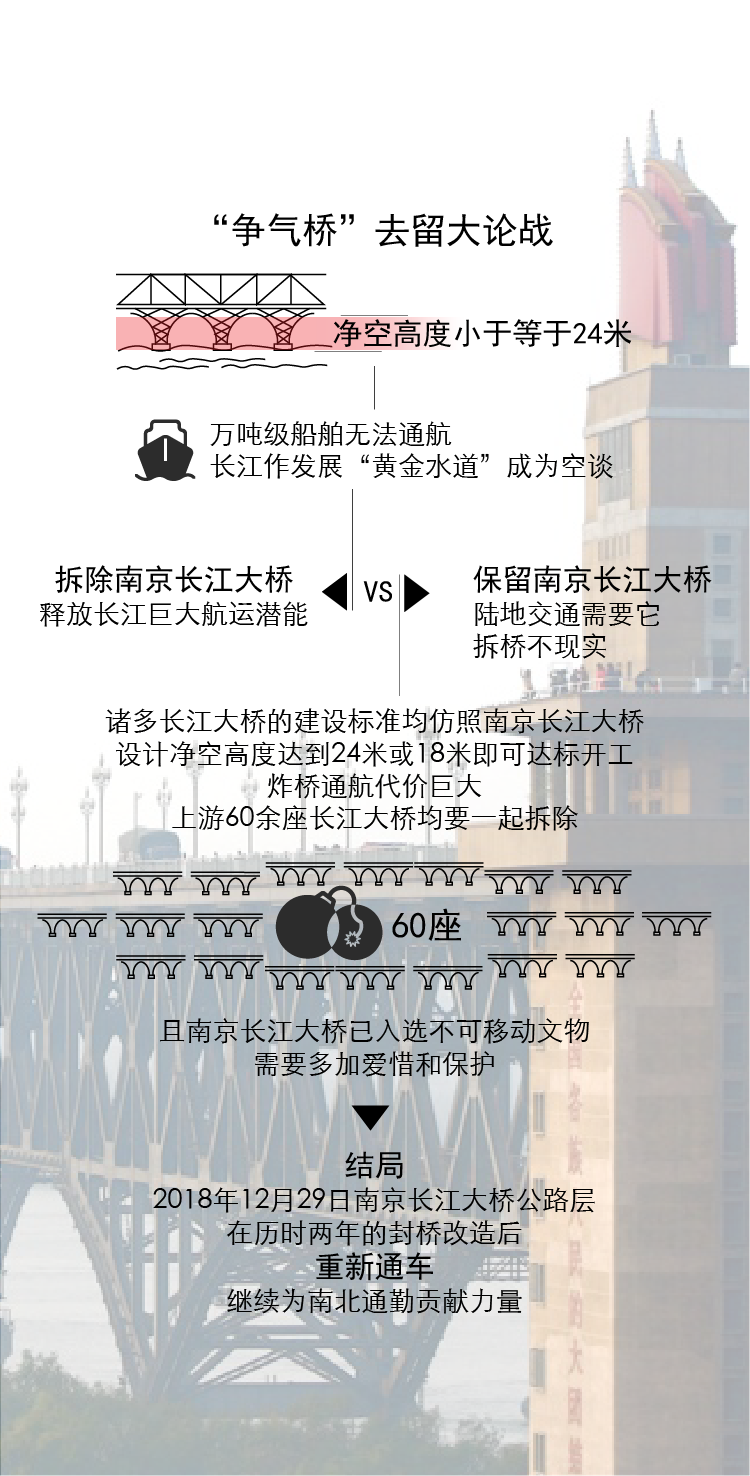 “争气桥”去留大论战
净空高度小于等于24米
万吨级船舶无法通航
长江作发展“黄金水道”成为空谈
拆除南京长江大桥
释放长江巨大航运潜能
VS
保留南京长江大桥
陆地交通需要它
拆桥不现实
诸多长江大桥的建设标准均仿照南京长江大桥
设计净空高度达到24米或18米即可达标开工
炸桥通航代价巨大
上游60余座长江大桥均要一起拆除
60座
且南京长江大桥已入选不可移动文物
需要多加爱惜和保护
结局
2018年12月29日南京长江大桥公路层
在历时两年的封桥改造后
重新通车
继续为南北通勤贡献力量
全国各族人民的大团结